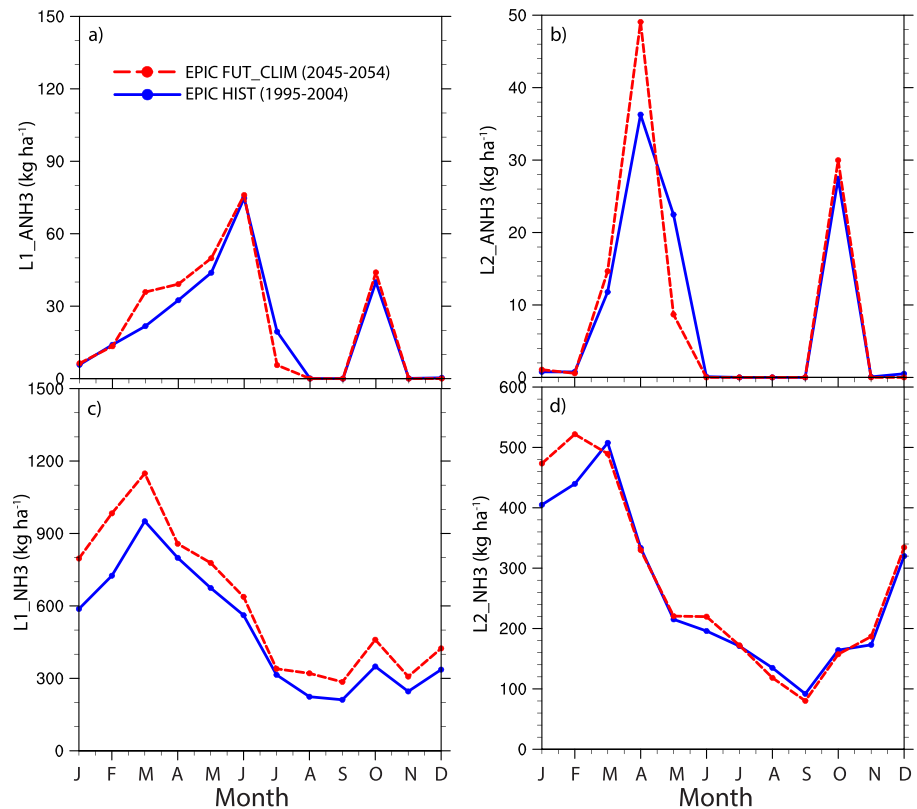 a)
EPIC FUT_CLIM (2045-2054)
EPIC HIST (1995-2004)
L1_ANH3 (kg ha⁻¹)
150
120
90
60
30
0
b)
L2_ANH3 (kg ha⁻¹)
50
40
30
20
10
0
c)
L1_NH3 (kg ha⁻¹)
1500
1200
900
600
300
0
J F M A M J J A S O N D
Month
d)
L2_NH3 (kg ha⁻¹)
600
500
400
300
200
100
0
J F M A M J J A S O N D
Month